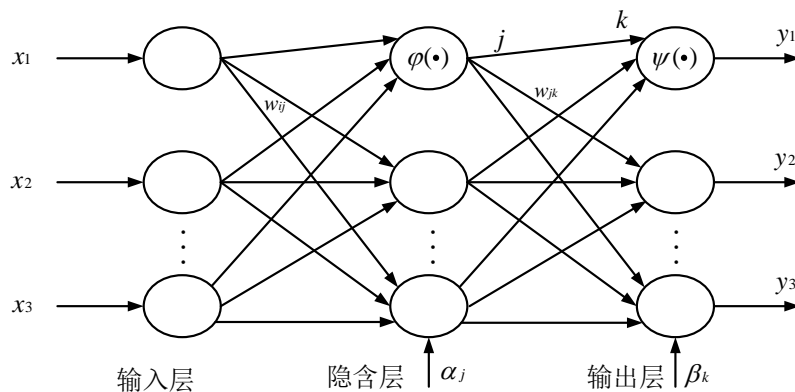 x1 φ(•) j k ψ(•) y1
wij wjk
x2 y2
x3 y3
输入层 隐含层 αj 输出层 βk